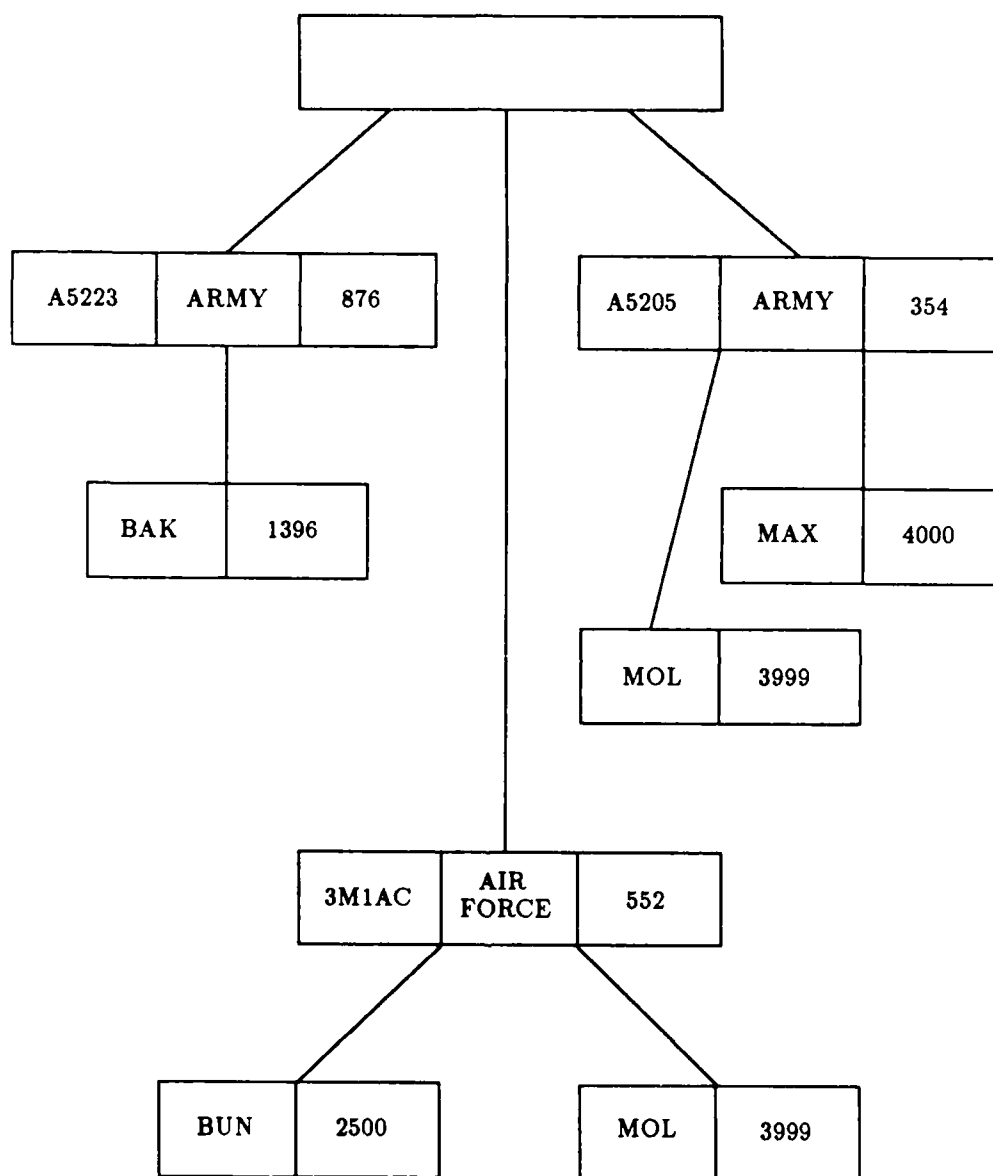 A5223 ARMY 876
A5205 ARMY 354
BAK 1396
MAX 4000
MOL 3999
3M1AC AIR FORCE 552
BUN 2500
MOL 3999